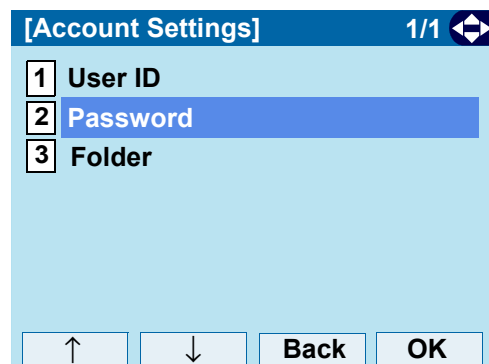 [Account Settings] 1/1
1 User ID
2 Password
3 Folder
↑ ↓ Back OK